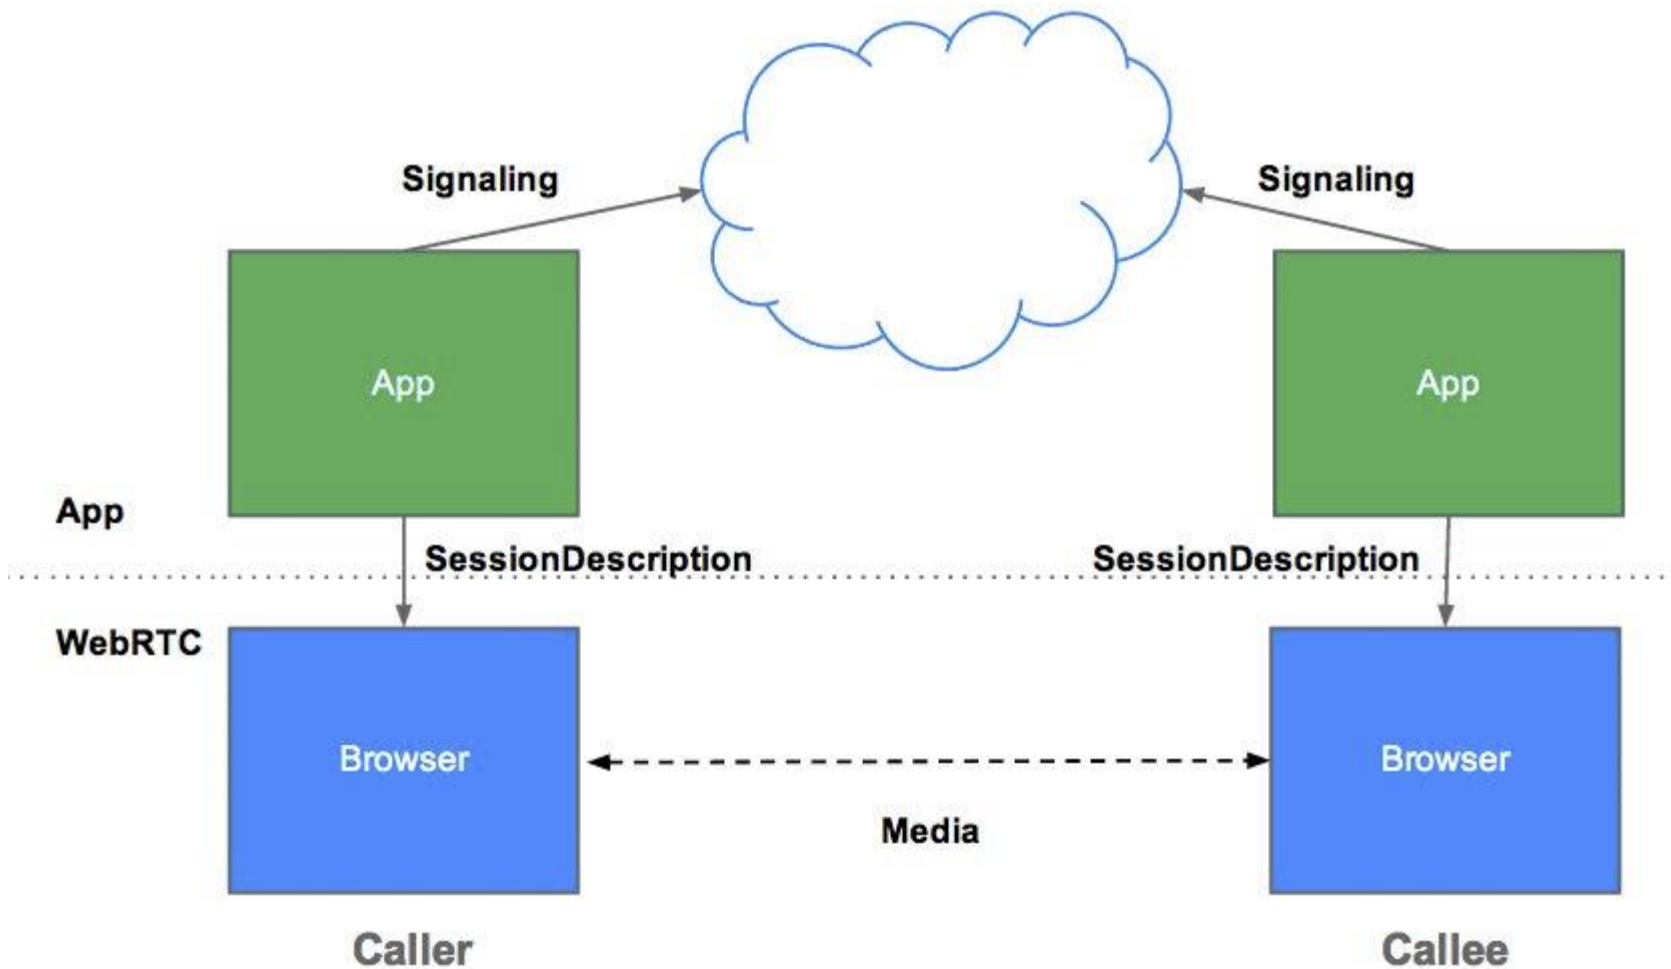 Signaling
Signaling
App
App
App
SessionDescription
SessionDescription
WebRTC
Browser
Browser
Media
Caller
Callee